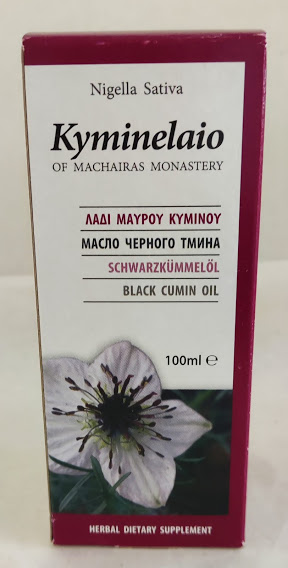 Nigella Sativa
Kyminelaio
OF MACHAIRAS MONASTERY
ΛΑΔΙ ΜΑΥΡΟΥ ΚΥΜΙΝΟΥ
МАСЛО ЧЕРНОГО ТМИНА
SCHWARZKÜMMELÖL
BLACK CUMIN OIL
100ml ℮
HERBAL DIETARY SUPPLEMENT